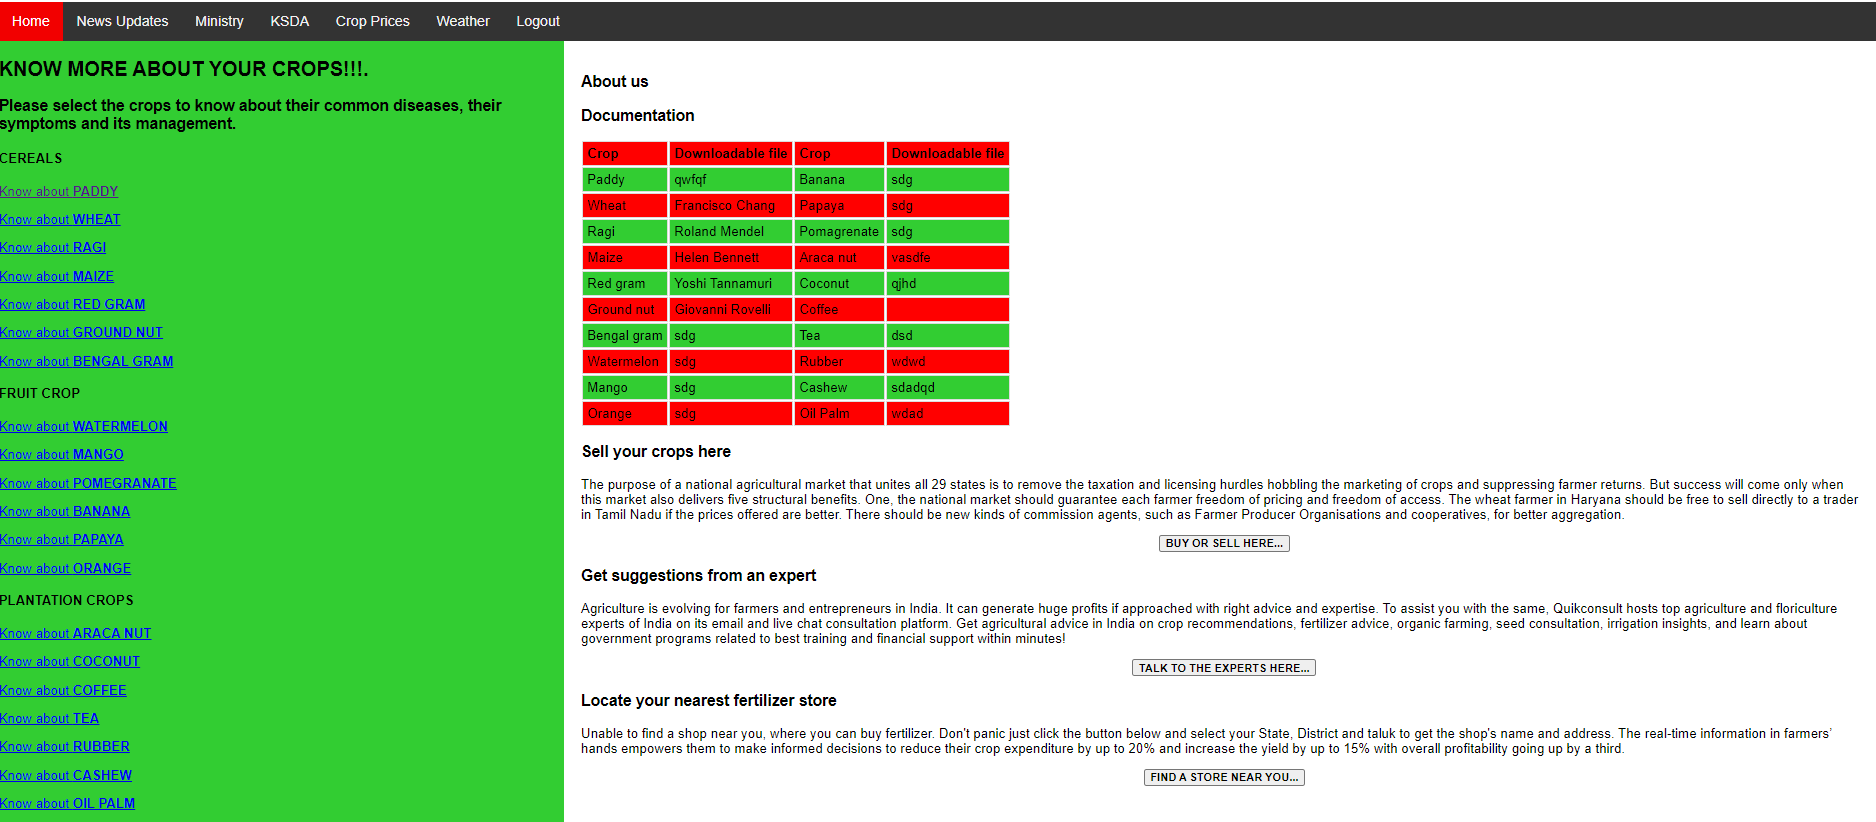 Home News Updates Ministry KSDA Crop Prices Weather Logout
KNOW MORE ABOUT YOUR CROPS!!!.
Please select the crops to know about their common diseases, their
symptoms and its management.
CEREALS
Know about PADDY
Know about WHEAT
Know about RAGI
Know about MAIZE
Know about RED GRAM
Know about GROUND NUT
Know about BENGAL GRAM
FRUIT CROP
Know about WATERMELON
Know about MANGO
Know about POMEGRANATE
Know about BANANA
Know about PAPAYA
Know about ORANGE
PLANTATION CROPS
Know about ARACA NUT
Know about COCONUT
Know about COFFEE
Know about TEA
Know about RUBBER
Know about CASHEW
Know about OIL PALM
About us
Documentation
Crop Downloadable file Crop Downloadable file
Paddy qwfqf Banana sdg
Wheat Francisco Chang Papaya sdg
Ragi Roland Mendel Pomagrenate sdg
Maize Helen Bennett Araca nut vasdfe
Red gram Yoshi Tannamuri Coconut qjhd
Ground nut Giovanni Rovelli Coffee
Bengal gram sdg Tea dsd
Watermelon sdg Rubber wdwd
Mango sdg Cashew sdadqd
Orange sdg Oil Palm wdad
Sell your crops here
The purpose of a national agricultural market that unites all 29 states is to remove the taxation and licensing hurdles hobbling the marketing of crops and suppressing farmer returns. But success will come only when
this market also delivers five structural benefits. One, the national market should guarantee each farmer freedom of pricing and freedom of access. The wheat farmer in Haryana should be free to sell directly to a trader
in Tamil Nadu if the prices offered are better. There should be new kinds of commission agents, such as Farmer Producer Organisations and cooperatives, for better aggregation.
BUY OR SELL HERE...
Get suggestions from an expert
Agriculture is evolving for farmers and entrepreneurs in India. It can generate huge profits if approached with right advice and expertise. To assist you with the same, Quikconsult hosts top agriculture and floriculture
experts of India on its email and live chat consultation platform. Get agricultural advice in India on crop recommendations, fertilizer advice, organic farming, seed consultation, irrigation insights, and learn about
government programs related to best training and financial support within minutes!
TALK TO THE EXPERTS HERE...
Locate your nearest fertilizer store
Unable to find a shop near you, where you can buy fertilizer. Don't panic just click the button below and select your State, District and taluk to get the shop's name and address. The real-time information in farmers'
hands empowers them to make informed decisions to reduce their crop expenditure by up to 20% and increase the yield by up to 15% with overall profitability going up by a third.
FIND A STORE NEAR YOU...